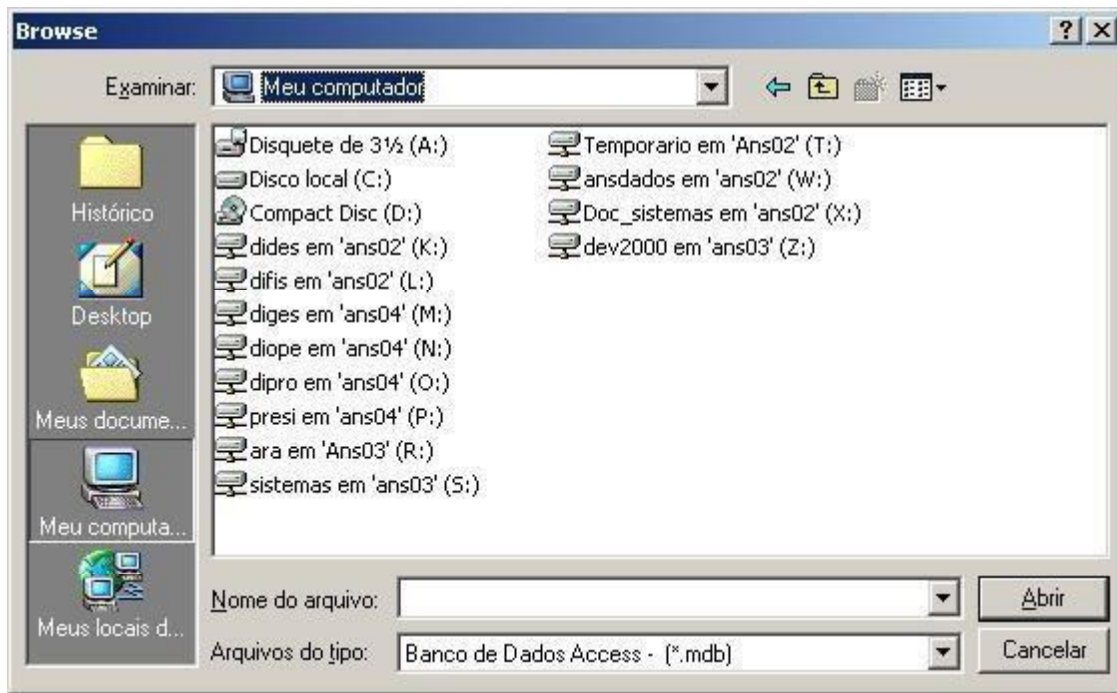 Browse
Examinar: Meu computador
Histórico
Desktop
Meus docume...
Meu computa...
Meus locais d...
Disquete de 3½ (A:)
Disco local (C:)
Compact Disc (D:)
dides em 'ans02' (K:)
difis em 'ans02' (L:)
diges em 'ans04' (M:)
diope em 'ans04' (N:)
dipro em 'ans04' (O:)
presi em 'ans04' (P:)
ara em 'Ans03' (R:)
sistemas em 'ans03' (S:)
Temporario em 'Ans02' (T:)
ansdados em 'ans02' (W:)
Doc_sistemas em 'ans02' (X:)
dev2000 em 'ans03' (Z:)
Nome do arquivo:
Abrir
Arquivos do tipo: Banco de Dados Access - (*.mdb)
Cancelar